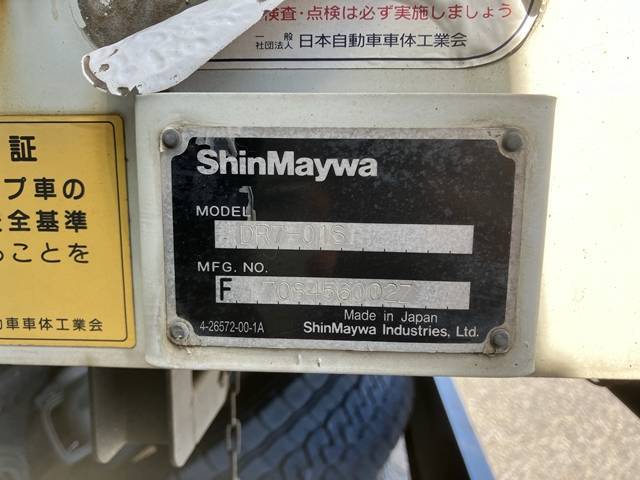 検査・点検は必ず実施しましょう
一般
社団法人 日本自動車車体工業会
証
プ車の
全基準
ることを
動車車体工業会
ShinMaywa
MODEL
DR7-016
MFG. NO.
F 7084560027
Made in Japan
4-26572-00-1A ShinMaywa Industries, Ltd.